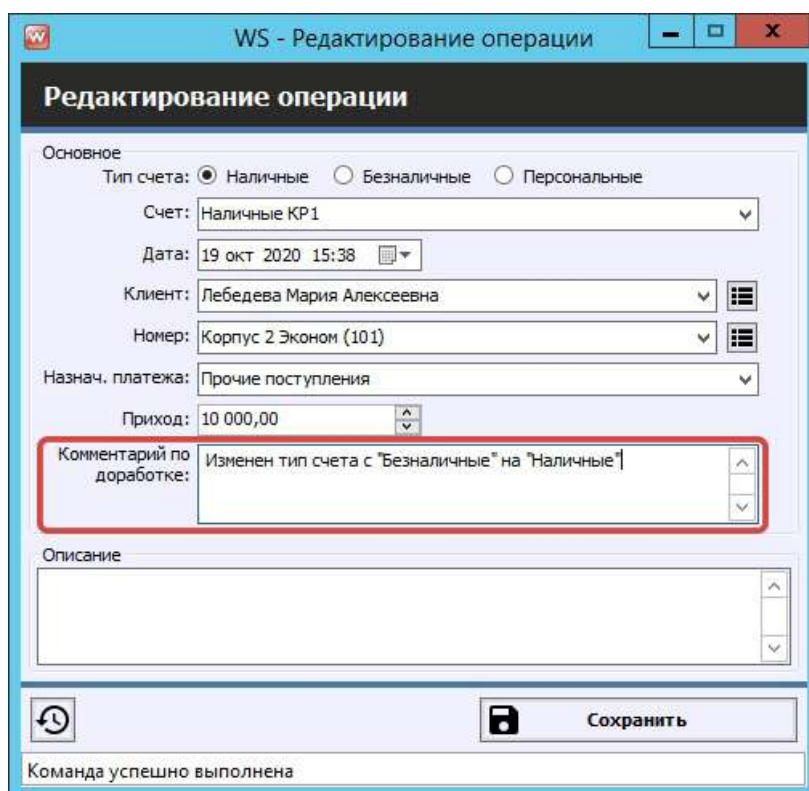 WS - Редактирование операции
Редактирование операции
Основное
Тип счета: Наличные Безналичные Персональные
Счет: Наличные КР1
Дата: 19 окт 2020 15:38
Клиент: Лебедева Мария Алексеевна
Номер: Корпус 2 Эконом (101)
Назнач. платежа: Прочие поступления
Приход: 10 000,00
Комментарий по
доработке:
Изменен тип счета с "Безналичные" на "Наличные"
Описание
Сохранить
Команда успешно выполнена